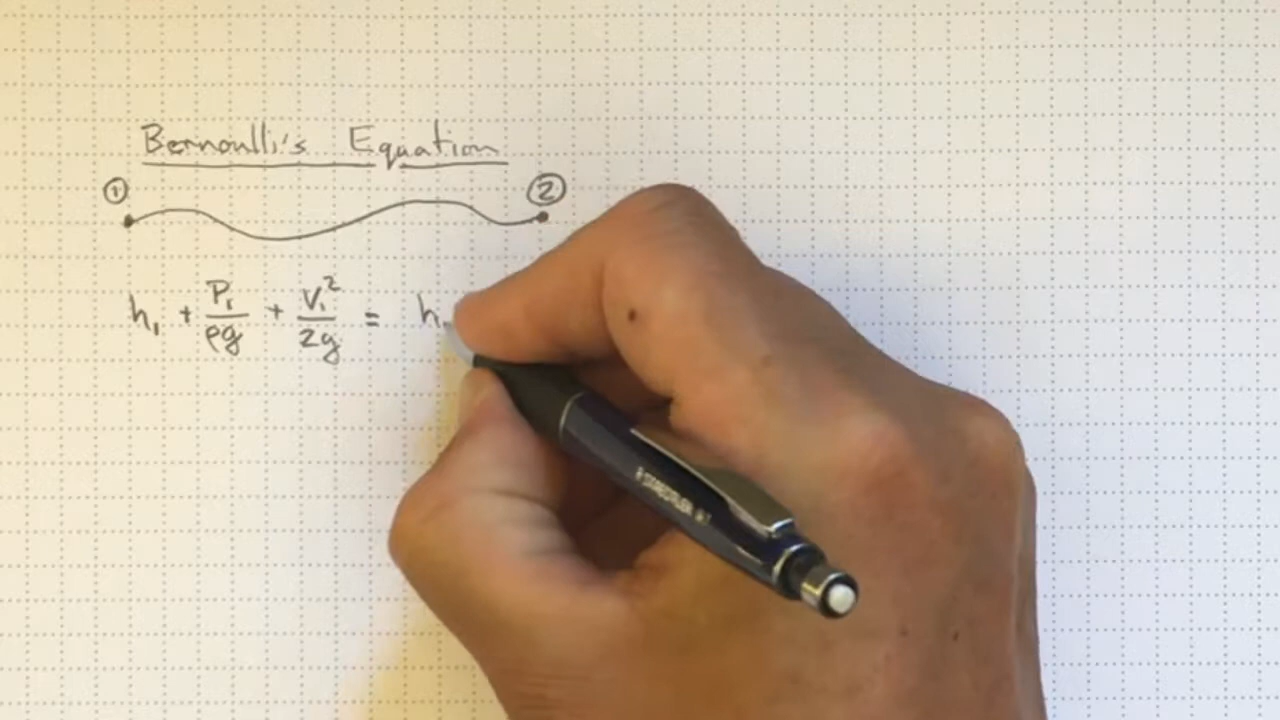 Bernoulli's Equation
① ②
h₁ + P₁/ρg + V₁²/2g = h
STAEDTLER